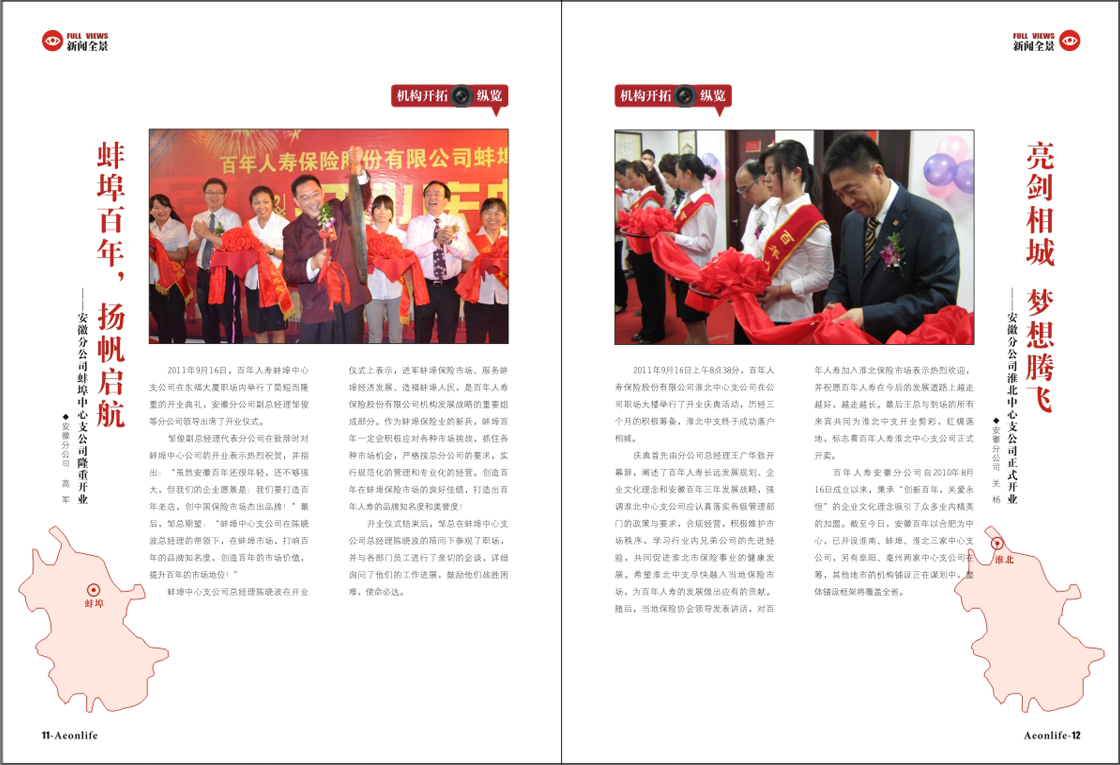 FULL VIEWS
新闻全景
机构开拓 纵览
百年人寿保险股份有限公司蚌埠
蚌埠百年，扬帆启航
——安徽分公司蚌埠中心支公司隆重开业
◆安徽分公司 高 军
2011年9月16日，百年人寿蚌埠中心
支公司在东福大厦职场内举行了简短而隆
重的开业典礼，安徽分公司副总经理邹俊
等分公司领导出席了开业仪式。
邹俊副总经理代表分公司在致辞时对
蚌埠中心公司的开业表示热烈祝贺，并指
出：“虽然安徽百年还很年轻，还不够强
大，但我们的企业愿景是：我们要打造百
年老店，创中国保险市场杰出品牌！”最
后，邹总期望：“蚌埠中心支公司在陈晓
波总经理的带领下，在蚌埠市场，打响百
年的品牌知名度，创造百年的市场价值，
提升百年的市场地位！”
蚌埠中心支公司总经理陈晓波在开业
仪式上表示，进军蚌埠保险市场、服务蚌
埠经济发展、造福蚌埠人民，是百年人寿
保险股份有限公司机构发展战略的重要组
成部分。作为蚌埠保险业的新兵，蚌埠百
年一定会积极应对各种市场挑战，抓住各
种市场机会，严格按总分公司的要求，实
行规范化的管理和专业化的经营。创造百
年在蚌埠保险市场的良好佳绩，打造出百
年人寿的品牌知名度和美誉度！
开业仪式结束后，邹总在蚌埠中心支
公司总经理陈晓波的陪同下参观了职场，
并与各部门员工进行了亲切的会谈，详细
询问了他们的工作进展，鼓励他们战胜困
难，使命必达。
蚌埠
11-Aeonlife
FULL VIEWS
新闻全景
机构开拓 纵览
百年
亮剑相城 梦想腾飞
——安徽分公司淮北中心支公司正式开业
◆安徽分公司 关 杨
2011年9月16日上午8点38分，百年人
寿保险股份有限公司淮北中心支公司在公
司职场大楼举行了开业庆典活动，历经三
个月的积极筹备，淮北中支终于成功落户
相城。
庆典首先由分公司总经理王广华致开
幕辞，阐述了百年人寿长远发展规划、企
业文化理念和安徽百年三年发展战略，强
调淮北中心支公司应认真落实各级管理部
门的政策与要求，合规经营，积极维护市
场秩序，学习行业内兄弟公司的先进经
验，共同促进淮北市保险事业的健康发
展。希望淮北中支尽快融入当地保险市
场，为百年人寿的发展做出应有的贡献。
随后，当地保险协会领导发表讲话，对百
年人寿加入淮北保险市场表示热烈欢迎，
并祝愿百年人寿在今后的发展道路上越走
越好，越走越长。最后王总与到场的所有
来宾共同为淮北中支开业剪彩，红绸落
地，标志着百年人寿淮北中心支公司正式
开卖。
百年人寿安徽分公司自2010年8月
16日成立以来，秉承“创新百年，关爱永
恒”的企业文化理念吸引了众多业内精英
的加盟。截至今日，安徽百年以合肥为中
心，已开设淮南、蚌埠、淮北三家中心支
公司，另有阜阳、亳州两家中支公司在
筹，其他地市的机构铺设正在谋划中，整
体铺设框架将覆盖全省。
淮北
Aeonlife-12